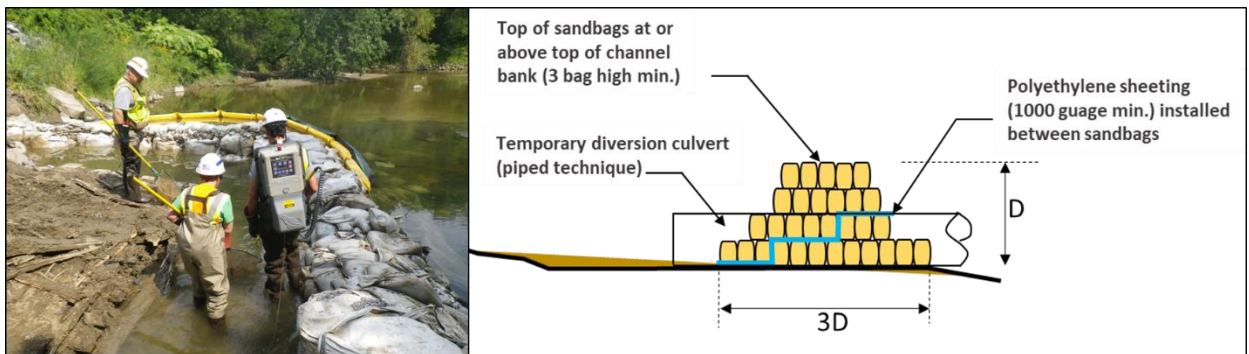 Top of sandbags at or
above top of channel
bank (3 bag high min.)
Polyethylene sheeting
(1000 guage min.) installed
between sandbags
Temporary diversion culvert
(piped technique)
D
3D